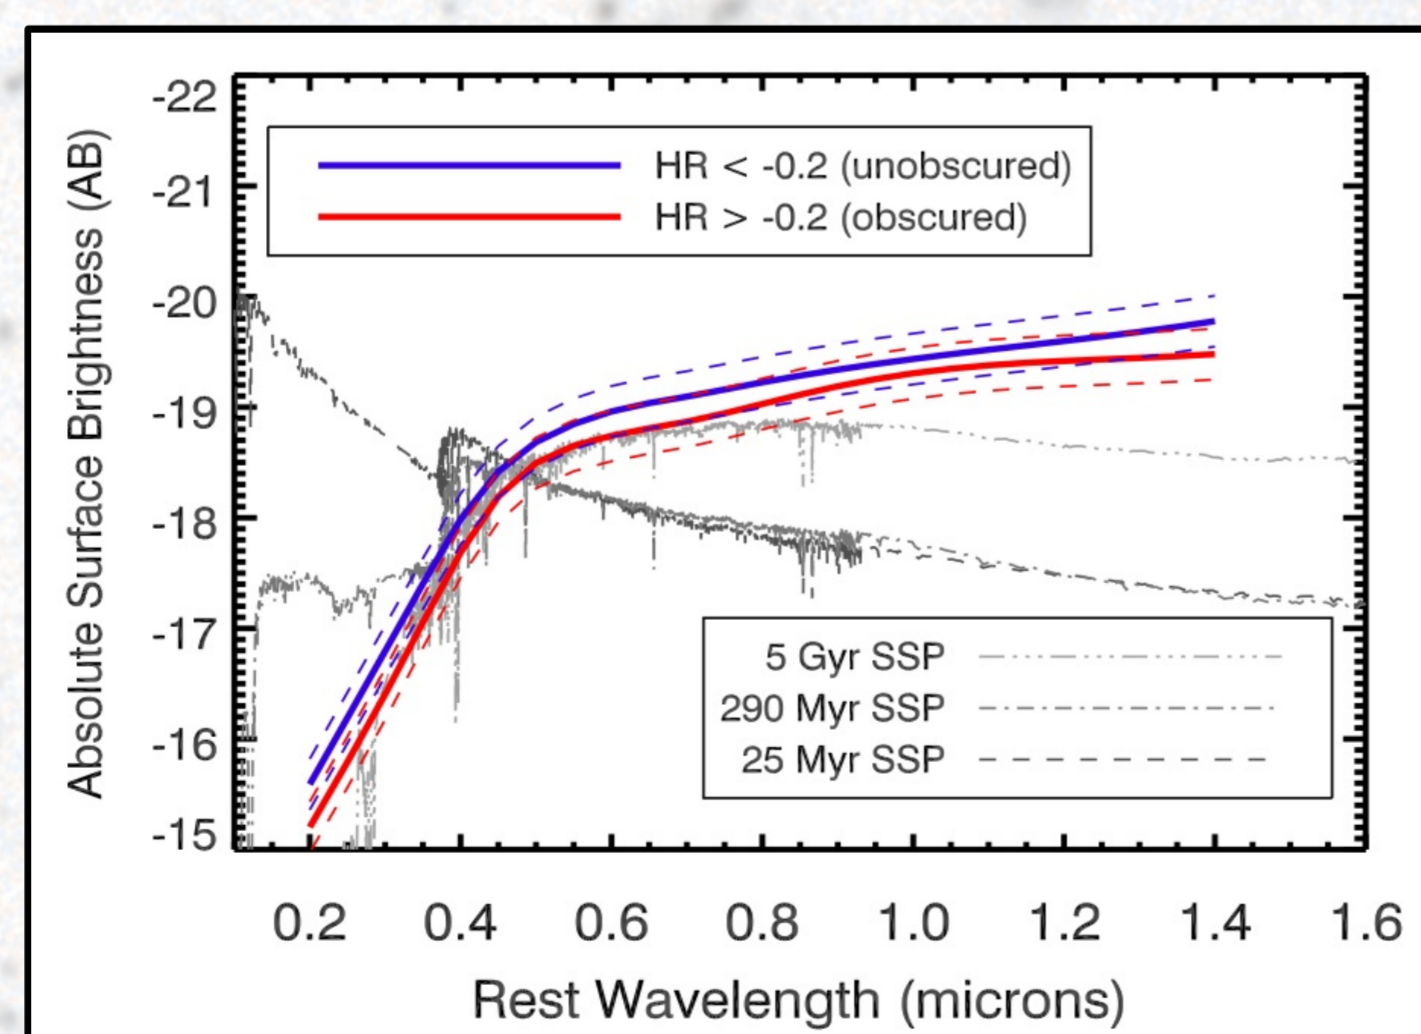 Absolute Surface Brightness (AB)
-22
-21
-20
-19
-18
-17
-16
-15
HR < -0.2 (unobscured)
HR > -0.2 (obscured)
5 Gyr SSP
290 Myr SSP
25 Myr SSP
0.2 0.4 0.6 0.8 1.0 1.2 1.4 1.6
Rest Wavelength (microns)